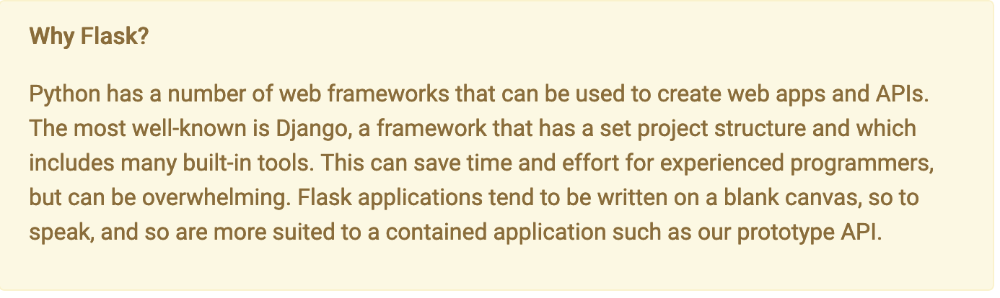 Why Flask?
Python has a number of web frameworks that can be used to create web apps and APIs.
The most well-known is Django, a framework that has a set project structure and which
includes many built-in tools. This can save time and effort for experienced programmers,
but can be overwhelming. Flask applications tend to be written on a blank canvas, so to
speak, and so are more suited to a contained application such as our prototype API.